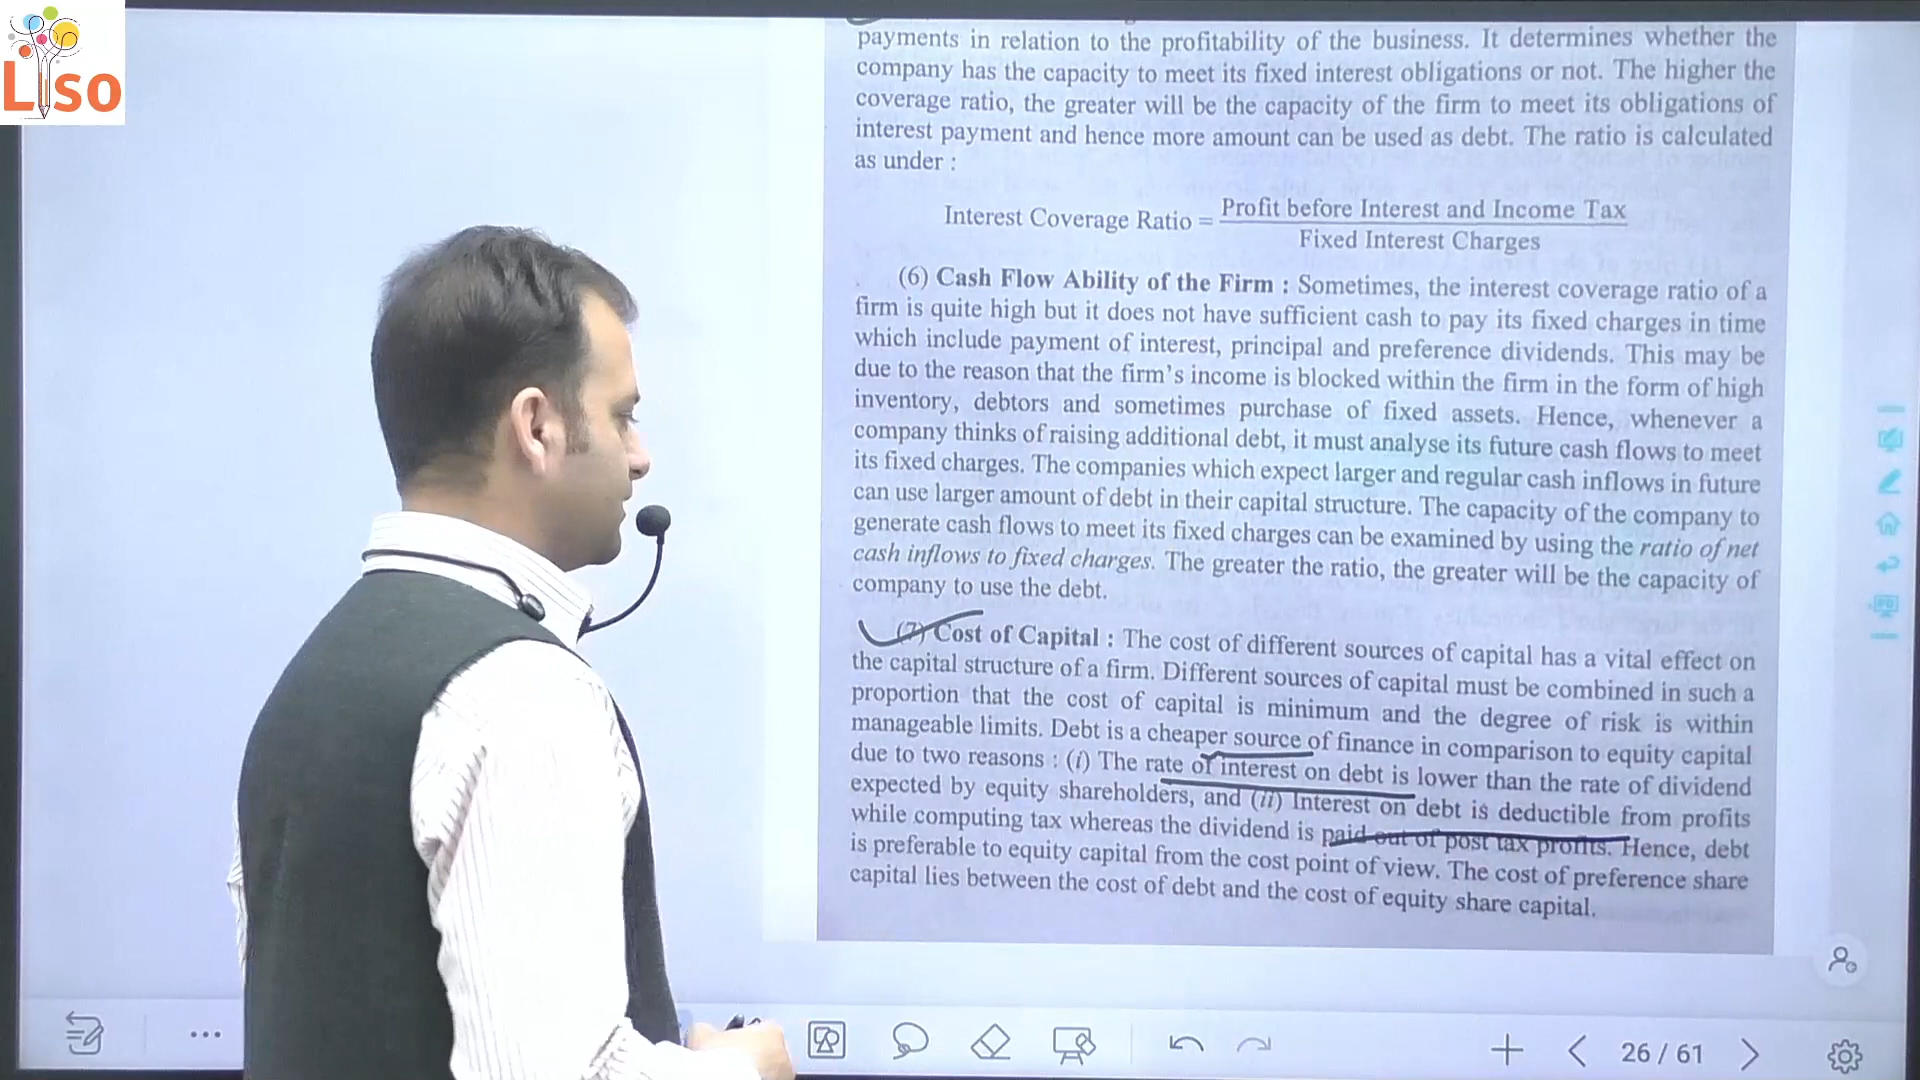 Liso
payments in relation to the profitability of the business. It determines whether the
company has the capacity to meet its fixed interest obligations or not. The higher the
coverage ratio, the greater will be the capacity of the firm to meet its obligations of
interest payment and hence more amount can be used as debt. The ratio is calculated
as under :
Interest Coverage Ratio = Profit before Interest and Income Tax
Fixed Interest Charges
(6) Cash Flow Ability of the Firm : Sometimes, the interest coverage ratio of a
firm is quite high but it does not have sufficient cash to pay its fixed charges in time
which include payment of interest, principal and preference dividends. This may be
due to the reason that the firm's income is blocked within the firm in the form of high
inventory, debtors and sometimes purchase of fixed assets. Hence, whenever a
company thinks of raising additional debt, it must analyse its future cash flows to meet
its fixed charges. The companies which expect larger and regular cash inflows in future
can use larger amount of debt in their capital structure. The capacity of the company to
generate cash flows to meet its fixed charges can be examined by using the ratio of net
cash inflows to fixed charges. The greater the ratio, the greater will be the capacity of
company to use the debt.
(7) Cost of Capital : The cost of different sources of capital has a vital effect on
the capital structure of a firm. Different sources of capital must be combined in such a
proportion that the cost of capital is minimum and the degree of risk is within
manageable limits. Debt is a cheaper source of finance in comparison to equity capital
due to two reasons : (i) The rate of interest on debt is lower than the rate of dividend
expected by equity shareholders, and (ii) Interest on debt is deductible from profits
while computing tax whereas the dividend is paid out of post tax profits. Hence, debt
is preferable to equity capital from the cost point of view. The cost of preference share
capital lies between the cost of debt and the cost of equity share capital.
26 / 61